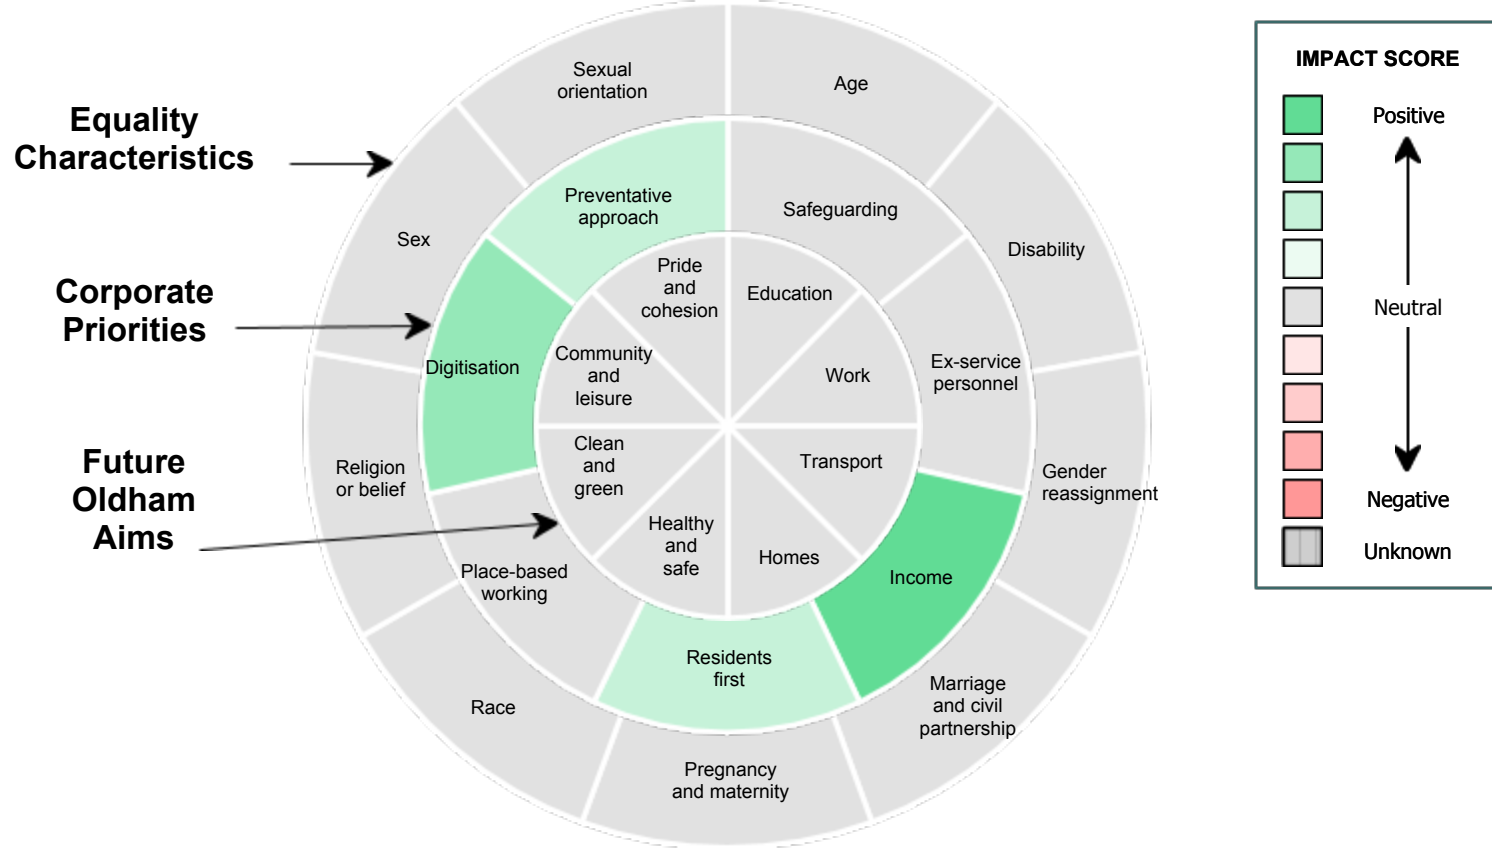 Equality
Characteristics
Corporate
Priorities
Future
Oldham
Aims
Sexual
orientation
Age
Sex
Disability
Religion
or belief
Gender
reassignment
Race
Marriage
and civil
partnership
Pregnancy
and maternity
Preventative
approach
Safeguarding
Digitisation
Ex-service
personnel
Place-based
working
Income
Residents
first
Pride
and
cohesion
Education
Community
and
leisure
Work
Clean
and
green
Transport
Healthy
and
safe
Homes
IMPACT SCORE
Positive
Neutral
Negative
Unknown